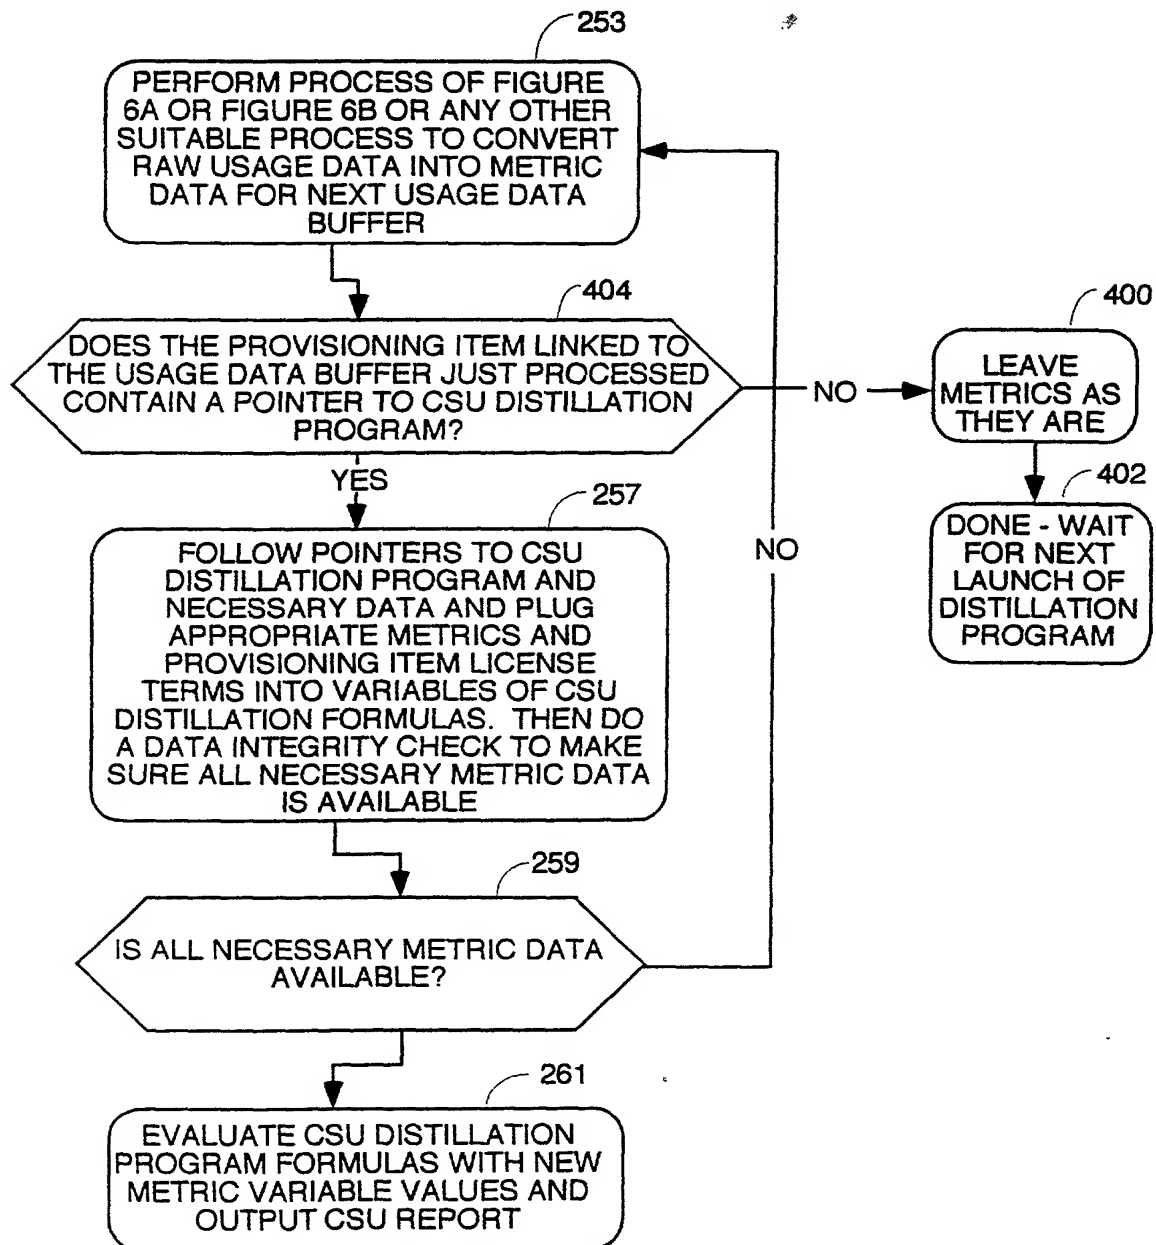 253
PERFORM PROCESS OF FIGURE
6A OR FIGURE 6B OR ANY OTHER
SUITABLE PROCESS TO CONVERT
RAW USAGE DATA INTO METRIC
DATA FOR NEXT USAGE DATA
BUFFER
404
DOES THE PROVISIONING ITEM LINKED TO
THE USAGE DATA BUFFER JUST PROCESSED
CONTAIN A POINTER TO CSU DISTILLATION
PROGRAM?
NO
400
LEAVE
METRICS AS
THEY ARE
402
DONE - WAIT
FOR NEXT
LAUNCH OF
DISTILLATION
PROGRAM
YES
257
FOLLOW POINTERS TO CSU
DISTILLATION PROGRAM AND
NECESSARY DATA AND PLUG
APPROPRIATE METRICS AND
PROVISIONING ITEM LICENSE
TERMS INTO VARIABLES OF CSU
DISTILLATION FORMULAS. THEN DO
A DATA INTEGRITY CHECK TO MAKE
SURE ALL NECESSARY METRIC DATA
IS AVAILABLE
NO
259
IS ALL NECESSARY METRIC DATA
AVAILABLE?
261
EVALUATE CSU DISTILLATION
PROGRAM FORMULAS WITH NEW
METRIC VARIABLE VALUES AND
OUTPUT CSU REPORT